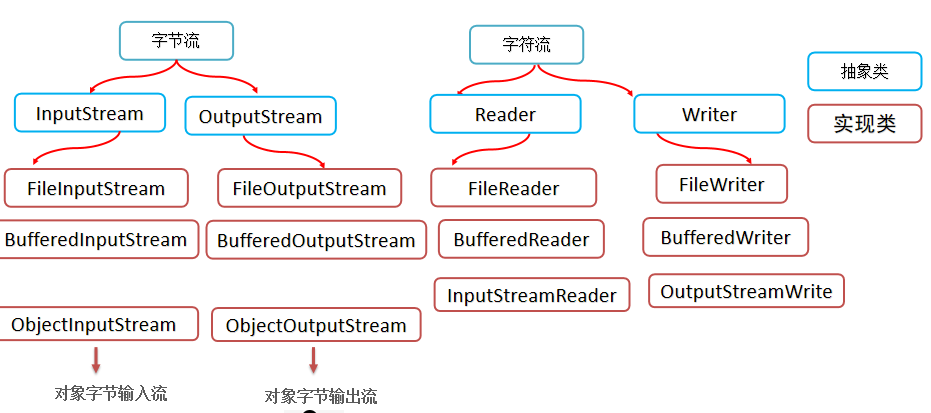 字节流
字符流
抽象类
InputStream
OutputStream
Reader
Writer
实现类
FileInputStream
FileOutputStream
FileReader
FileWriter
BufferedInputStream
BufferedOutputStream
BufferedReader
BufferedWriter
InputStreamReader
OutputStreamWrite
ObjectInputStream
ObjectOutputStream
对象字节输入流
对象字节输出流